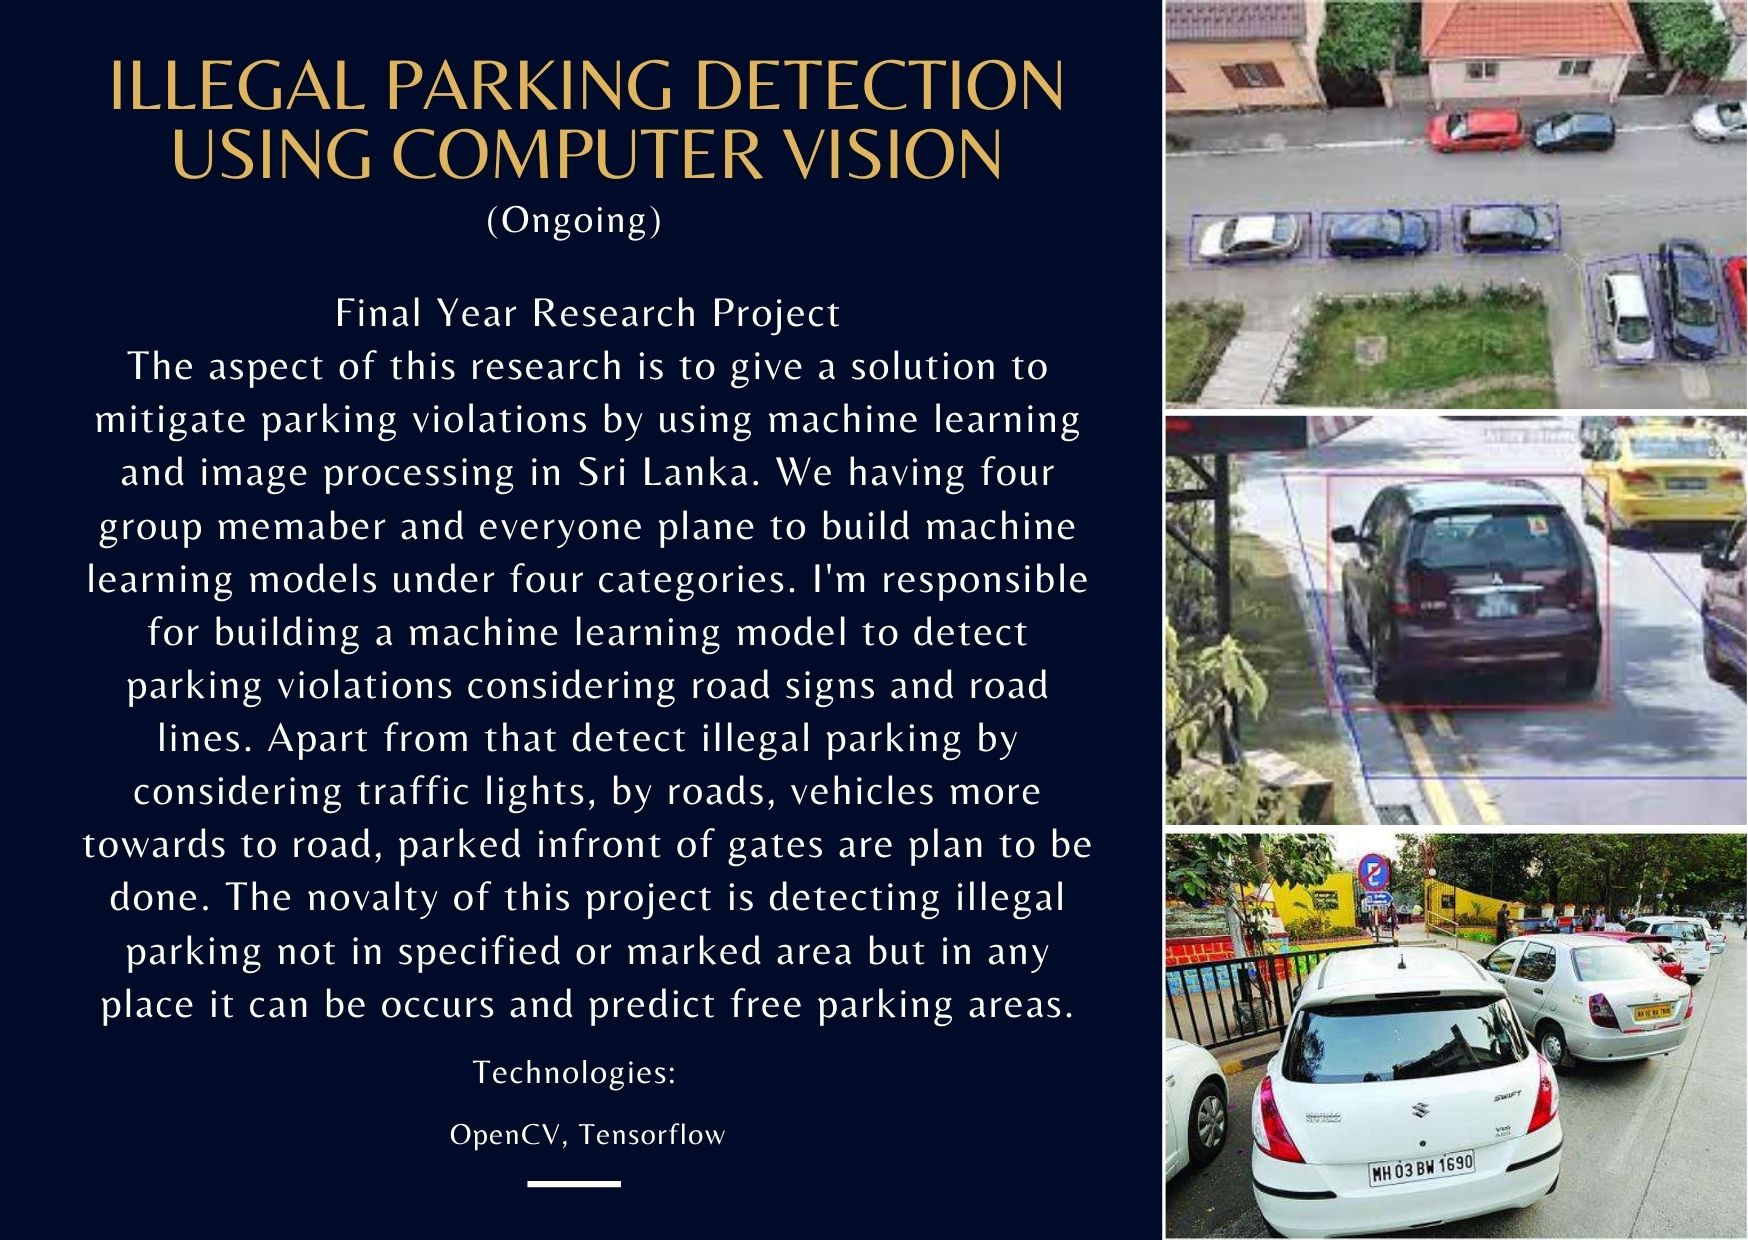 ILLEGAL PARKING DETECTION
USING COMPUTER VISION
(Ongoing)
Final Year Research Project
The aspect of this research is to give a solution to
mitigate parking violations by using machine learning
and image processing in Sri Lanka. We having four
group memaber and everyone plane to build machine
learning models under four categories. I'm responsible
for building a machine learning model to detect
parking violations considering road signs and road
lines. Apart from that detect illegal parking by
considering traffic lights, by roads, vehicles more
towards to road, parked infront of gates are plan to be
done. The novalty of this project is detecting illegal
parking not in specified or marked area but in any
place it can be occurs and predict free parking areas.
Technologies:
OpenCV, Tensorflow
SWIFT
MH 03 BW 1690